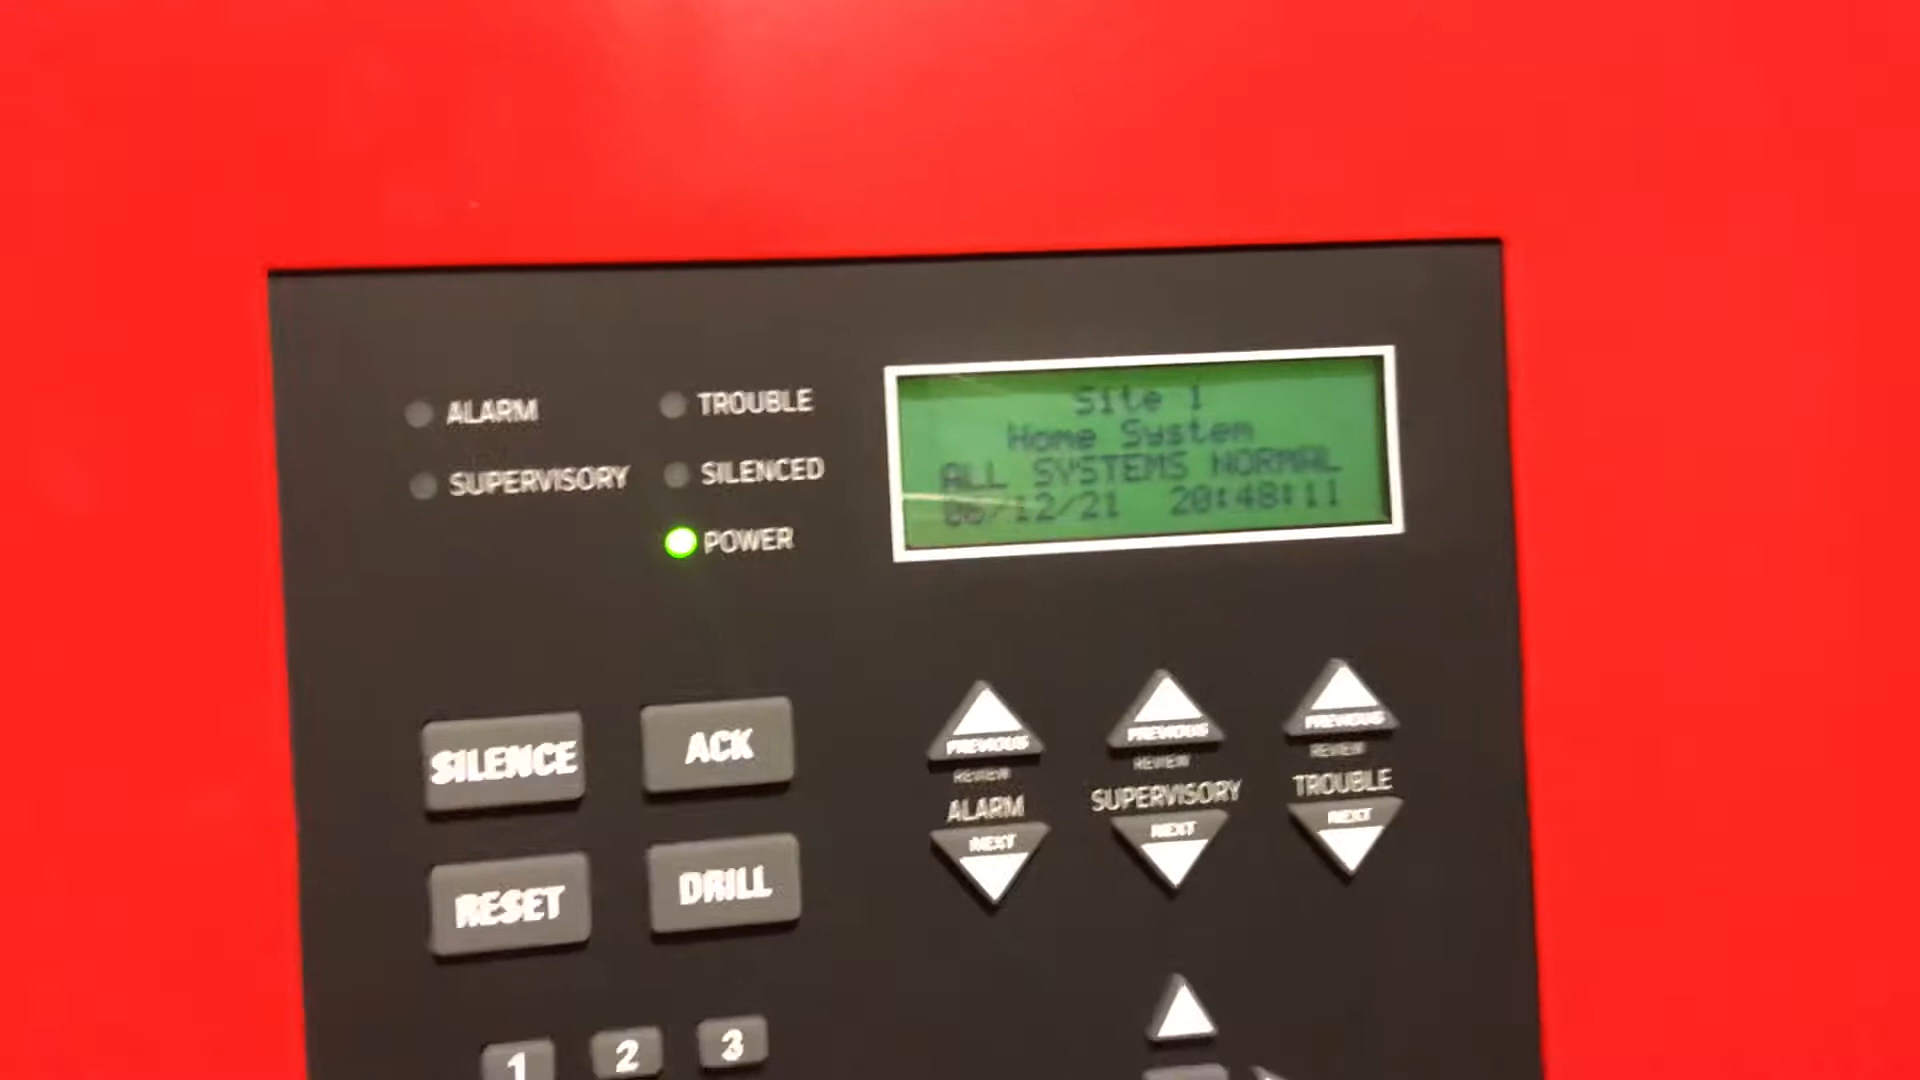 ALARM
TROUBLE
SUPERVISORY
SILENCED
POWER
Site 1
Home System
ALL SYSTEMS NORMAL
06/12/21 20:48:11
SILENCE
ACK
RESET
DRILL
PREVIOUS
REVIEW
ALARM
NEXT
PREVIOUS
REVIEW
SUPERVISORY
NEXT
PREVIOUS
REVIEW
TROUBLE
NEXT
1 2 3